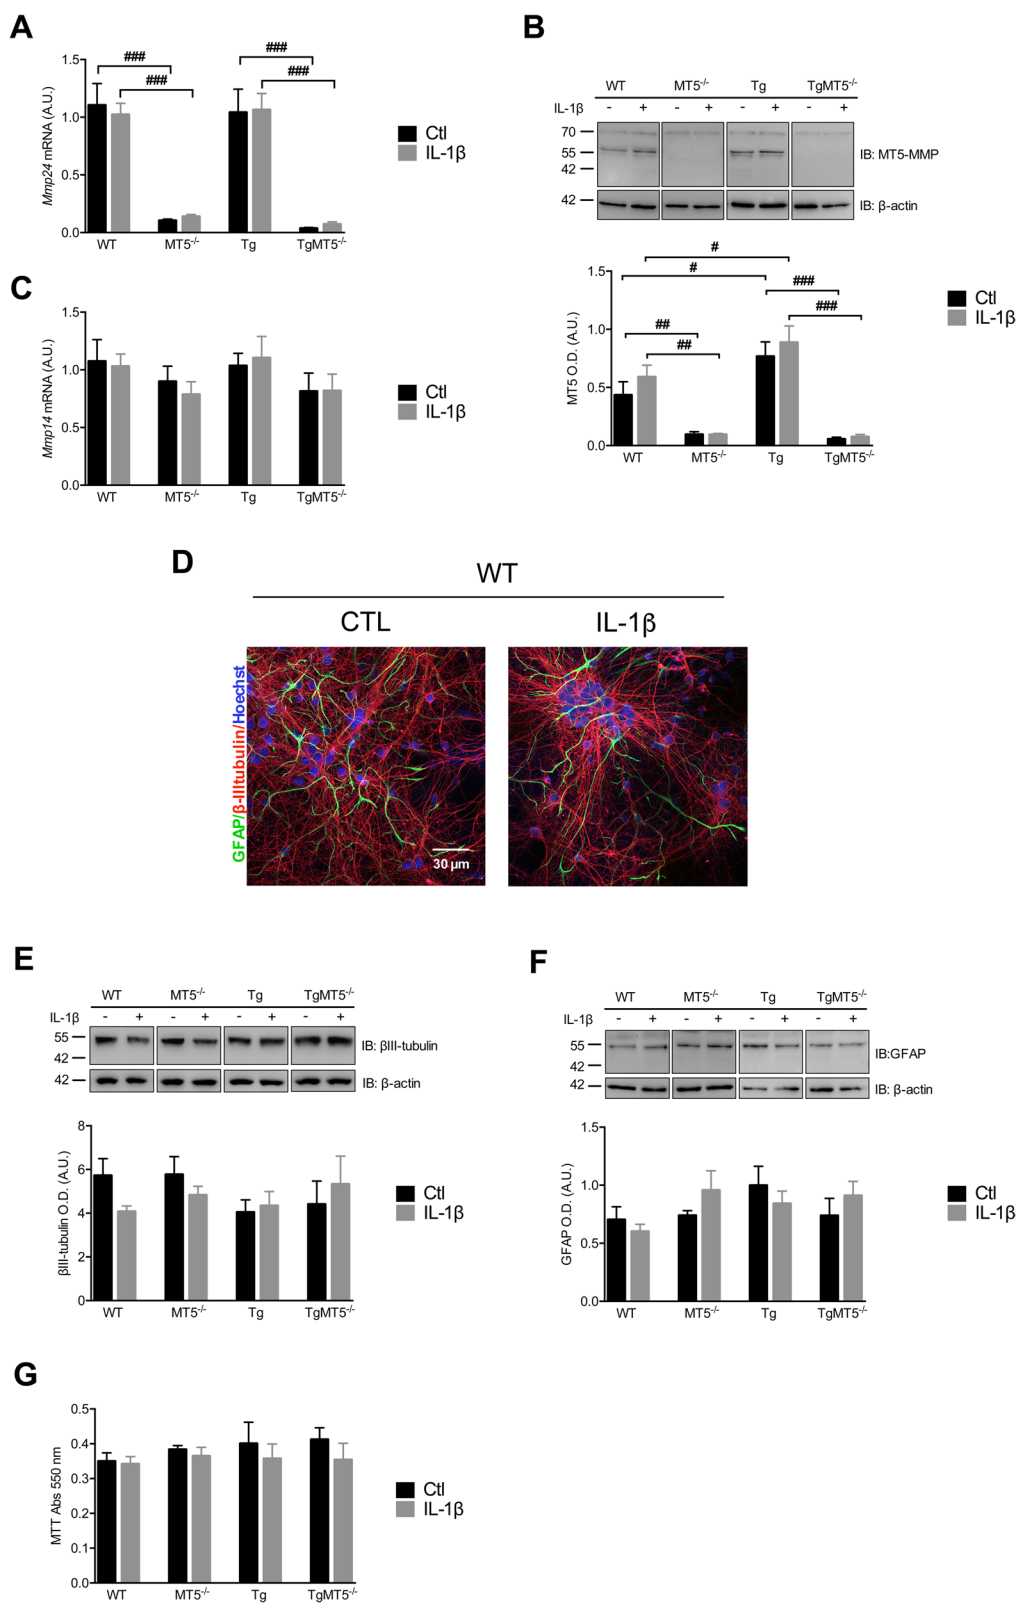 A
Mmp24 mRNA (A.U.)
1.5
1.0
0.5
0.0
###
###
###
###
WT
MT5-/-
Tg
TgMT5-/-
Ctl
IL-1β
B
WT
MT5-/-
Tg
TgMT5-/-
IL-1β
- + - + - + - +
70
55
42
42
IB: MT5-MMP
IB: β-actin
MT5 O.D. (A.U.)
1.5
1.0
0.5
0.0
#
#
##
##
###
###
WT
MT5-/-
Tg
TgMT5-/-
Ctl
IL-1β
C
Mmp14 mRNA (A.U.)
1.5
1.0
0.5
0.0
WT
MT5-/-
Tg
TgMT5-/-
Ctl
IL-1β
D
WT
CTL
IL-1β
GFAP/β-IIItubulin/Hoechst
30 µm
E
WT
MT5-/-
Tg
TgMT5-/-
IL-1β
- + - + - + - +
55
42
42
IB: βIII-tubulin
IB: β-actin
βIII-tubulin O.D. (A.U.)
8
6
4
2
0
WT
MT5-/-
Tg
TgMT5-/-
Ctl
IL-1β
F
WT
MT5-/-
Tg
TgMT5-/-
IL-1β
- + - + - + - +
55
42
42
IB:GFAP
IB: β-actin
GFAP O.D. (A.U.)
1.5
1.0
0.5
0.0
WT
MT5-/-
Tg
TgMT5-/-
Ctl
IL-1β
G
MTT Abs 550 nm
0.5
0.4
0.3
0.2
0.1
0.0
WT
MT5-/-
Tg
TgMT5-/-
Ctl
IL-1β